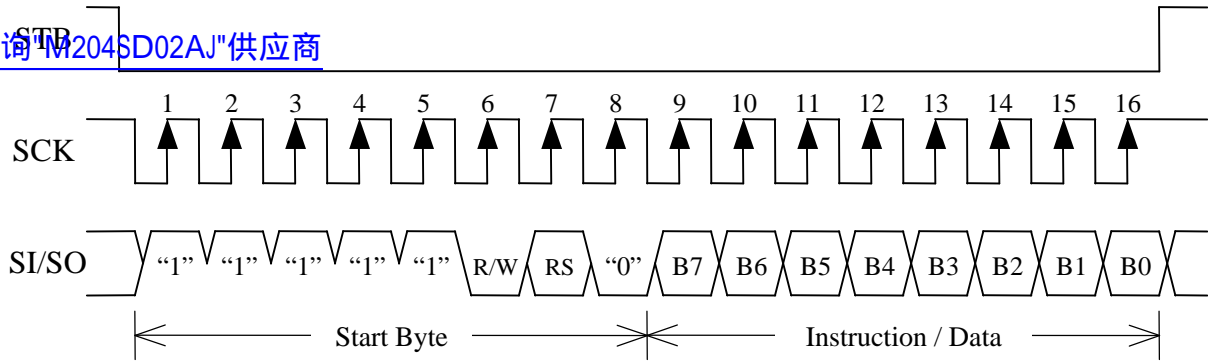 STB
询"M204SD02AJ"供应商
1 2 3 4 5 6 7 8 9 10 11 12 13 14 15 16
SCK
SI/SO “1” “1” “1” “1” “1” R/W RS “0” B7 B6 B5 B4 B3 B2 B1 B0
Start Byte Instruction / Data